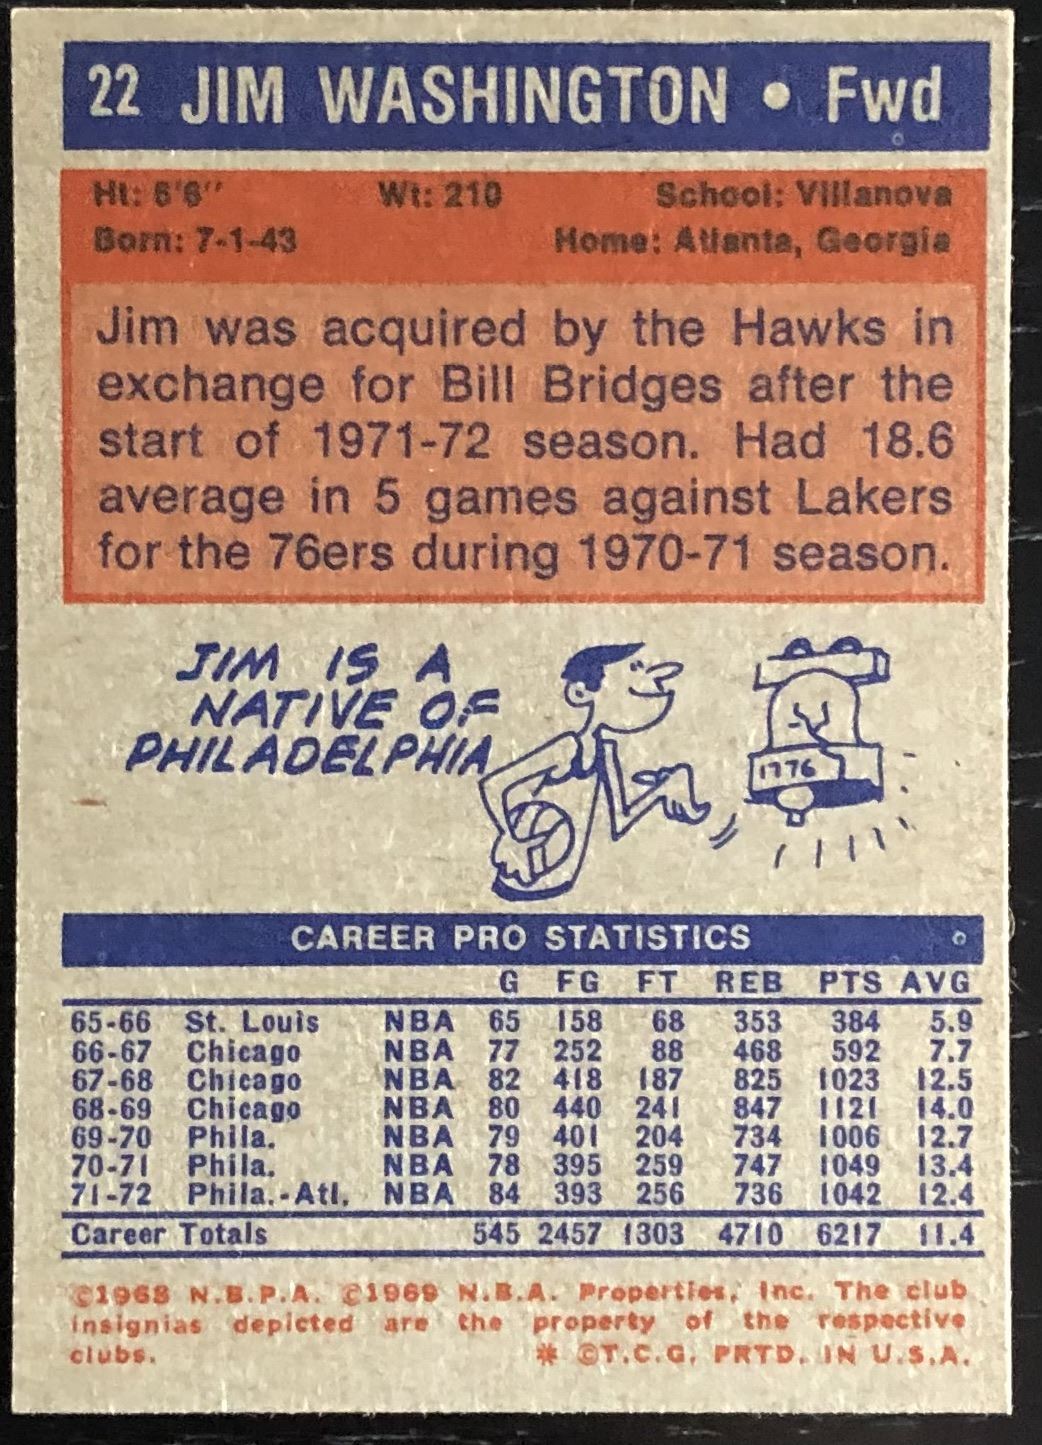 22 JIM WASHINGTON • Fwd
Ht: 6'6" Wt: 210 School: Villanova
Born: 7-1-43 Home: Atlanta, Georgia
Jim was acquired by the Hawks in
exchange for Bill Bridges after the
start of 1971-72 season. Had 18.6
average in 5 games against Lakers
for the 76ers during 1970-71 season.
JIM IS A
NATIVE OF
PHILADELPHIA
1776
CAREER PRO STATISTICS
G FG FT REB PTS AVG
65-66 St. Louis NBA 65 158 68 353 384 5.9
66-67 Chicago NBA 77 252 88 468 592 7.7
67-68 Chicago NBA 82 418 187 825 1023 12.5
68-69 Chicago NBA 80 440 241 847 1121 14.0
69-70 Phila. NBA 79 401 204 734 1006 12.7
70-71 Phila. NBA 78 395 259 747 1049 13.4
71-72 Phila.-Atl. NBA 84 393 256 736 1042 12.4
Career Totals 545 2457 1303 4710 6217 11.4
©1968 N.B.P.A. ©1969 N.B.A. Properties, Inc. The club
insignias depicted are the property of the respective
clubs. * ©T.C.G. PRTD. IN U.S.A.